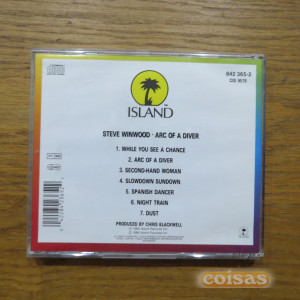 842 365-2
CID 9576
ISLAND
STEVE WINWOOD · ARC OF A DIVER
1. WHILE YOU SEE A CHANCE
2. ARC OF A DIVER
3. SECOND-HAND WOMAN
4. SLOWDOWN SUNDOWN
5. SPANISH DANCER
6. NIGHT TRAIN
7. DUST
PRODUCED BY CHRIS BLACKWELL
coisas